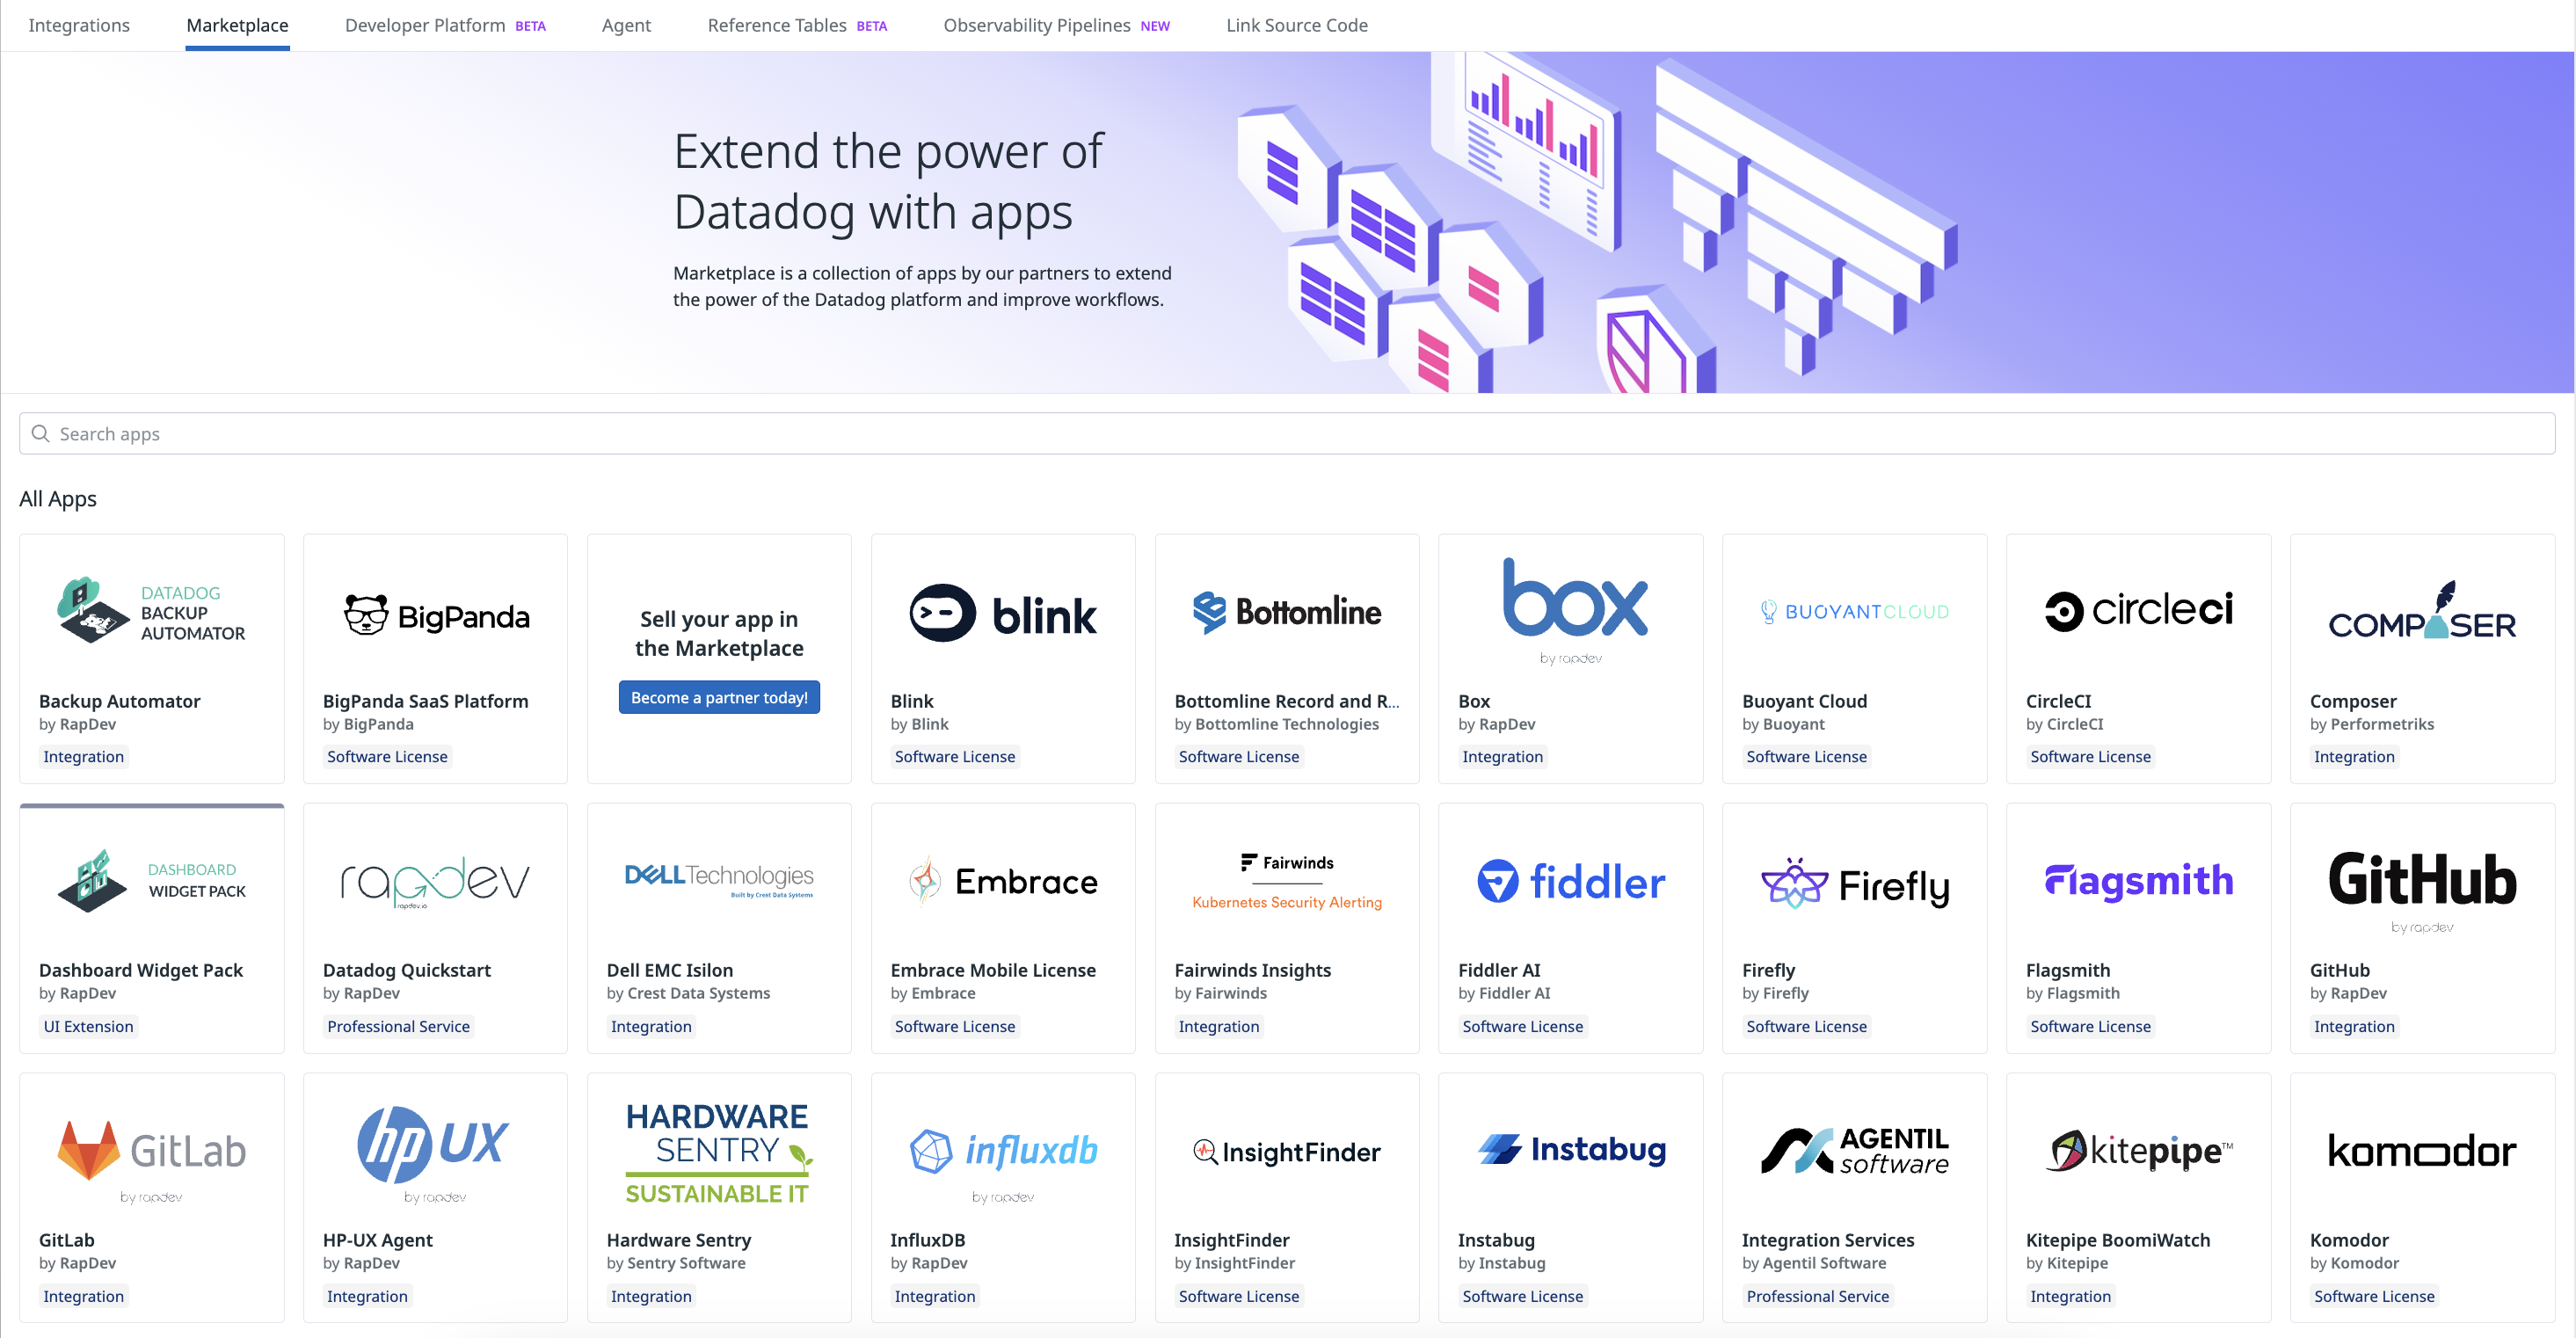 Integrations Marketplace Developer Platform BETA Agent Reference Tables BETA Observability Pipelines NEW Link Source Code
Extend the power of
Datadog with apps
Marketplace is a collection of apps by our partners to extend
the power of the Datadog platform and improve workflows.
Search apps
All Apps
DATADOG
BACKUP
AUTOMATOR
Backup Automator
by RapDev
Integration
BigPanda
BigPanda SaaS Platform
by BigPanda
Software License
Sell your app in
the Marketplace
Become a partner today!
blink
Blink
by Blink
Software License
Bottomline
Bottomline Record and R...
by Bottomline Technologies
Software License
box
by rapdev
Box
by RapDev
Integration
BUOYANTCLOUD
Buoyant Cloud
by Buoyant
Software License
circleci
CircleCI
by CircleCI
Software License
COMPOSER
Composer
by Performetriks
Integration
DASHBOARD
WIDGET PACK
Dashboard Widget Pack
by RapDev
UI Extension
rapdev
rapdev.io
Datadog Quickstart
by RapDev
Professional Service
DELLTechnologies
Built by Crest Data Systems
Dell EMC Isilon
by Crest Data Systems
Integration
Embrace
Embrace Mobile License
by Embrace
Software License
Fairwinds
Kubernetes Security Alerting
Fairwinds Insights
by Fairwinds
Integration
fiddler
Fiddler AI
by Fiddler AI
Software License
Firefly
Firefly
by Firefly
Software License
Flagsmith
Flagsmith
by Flagsmith
Software License
GitHub
by rapdev
GitHub
by RapDev
Integration
GitLab
by rapdev
GitLab
by RapDev
Integration
hp UX
by rapdev
HP-UX Agent
by RapDev
Integration
HARDWARE
SENTRY
SUSTAINABLE IT
Hardware Sentry
by Sentry Software
Integration
influxdb
by rapdev
InfluxDB
by RapDev
Integration
InsightFinder
InsightFinder
by InsightFinder
Software License
Instabug
Instabug
by Instabug
Software License
AGENTIL
software
Integration Services
by Agentil Software
Professional Service
kitepipe™
Kitepipe BoomiWatch
by Kitepipe
Integration
komodor
Komodor
by Komodor
Software License